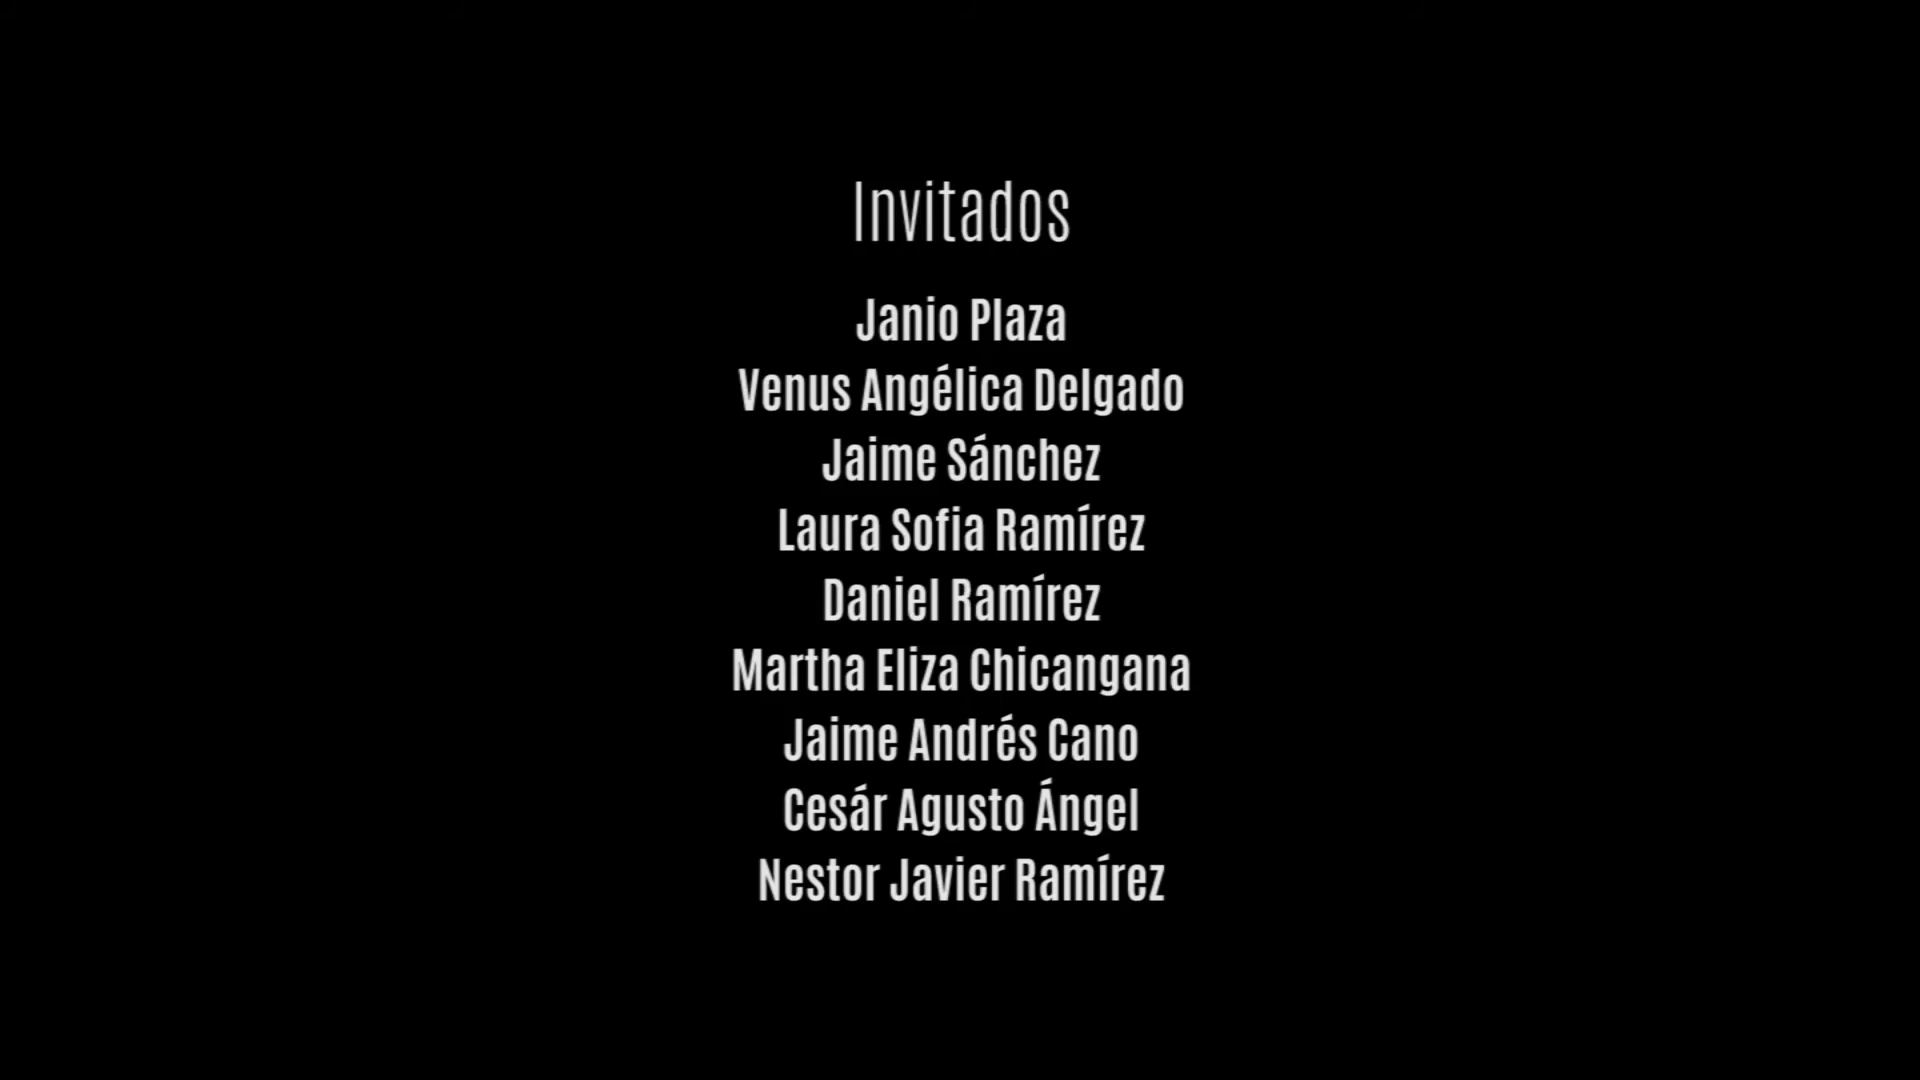 Invitados
Janio Plaza
Venus Angélica Delgado
Jaime Sánchez
Laura Sofia Ramírez
Daniel Ramírez
Martha Eliza Chicangana
Jaime Andrés Cano
Cesár Agusto Ángel
Nestor Javier Ramírez